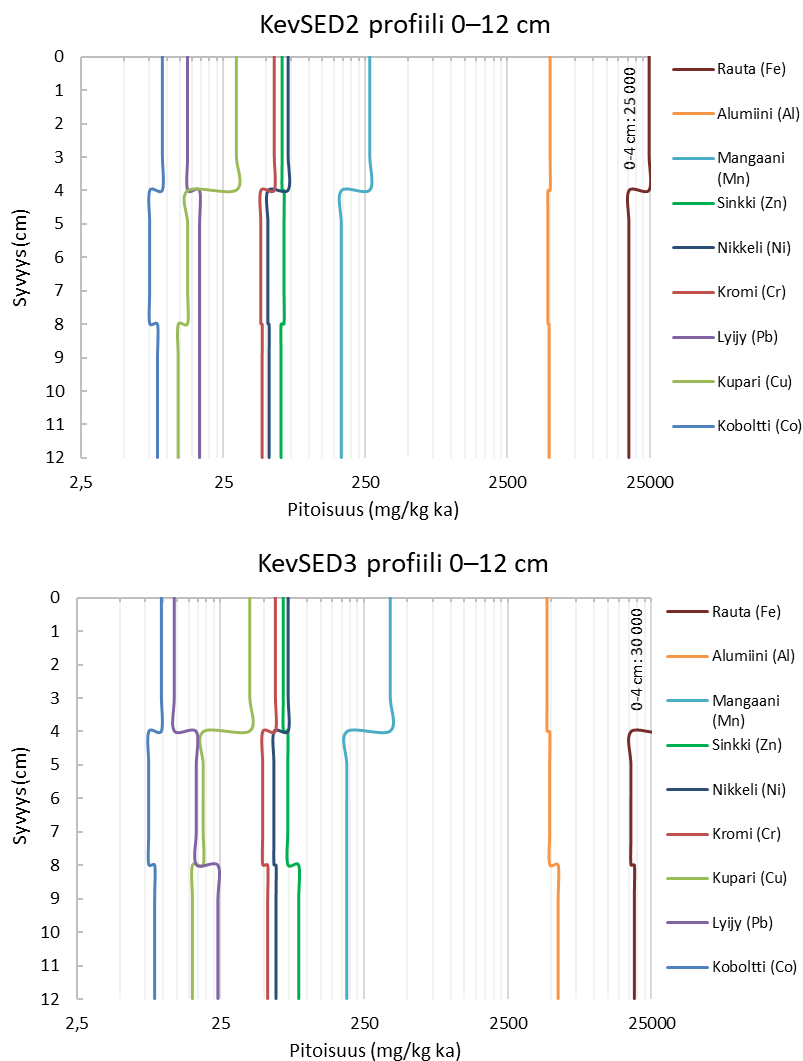 KevSED2 profiili 0–12 cm
0
1
2
3
4
5
6
7
8
9
10
11
12
Syvyys (cm)
2,5
25
250
2500
25000
Pitoisuus (mg/kg ka)
0-4 cm: 25 000
Rauta (Fe)
Alumiini (Al)
Mangaani
(Mn)
Sinkki (Zn)
Nikkeli (Ni)
Kromi (Cr)
Lyijy (Pb)
Kupari (Cu)
Koboltti (Co)
KevSED3 profiili 0–12 cm
0
1
2
3
4
5
6
7
8
9
10
11
12
Syvyys (cm)
2,5
25
250
2500
25000
Pitoisuus (mg/kg ka)
0-4 cm: 30 000
Rauta (Fe)
Alumiini (Al)
Mangaani
(Mn)
Sinkki (Zn)
Nikkeli (Ni)
Kromi (Cr)
Kupari (Cu)
Lyijy (Pb)
Koboltti (Co)